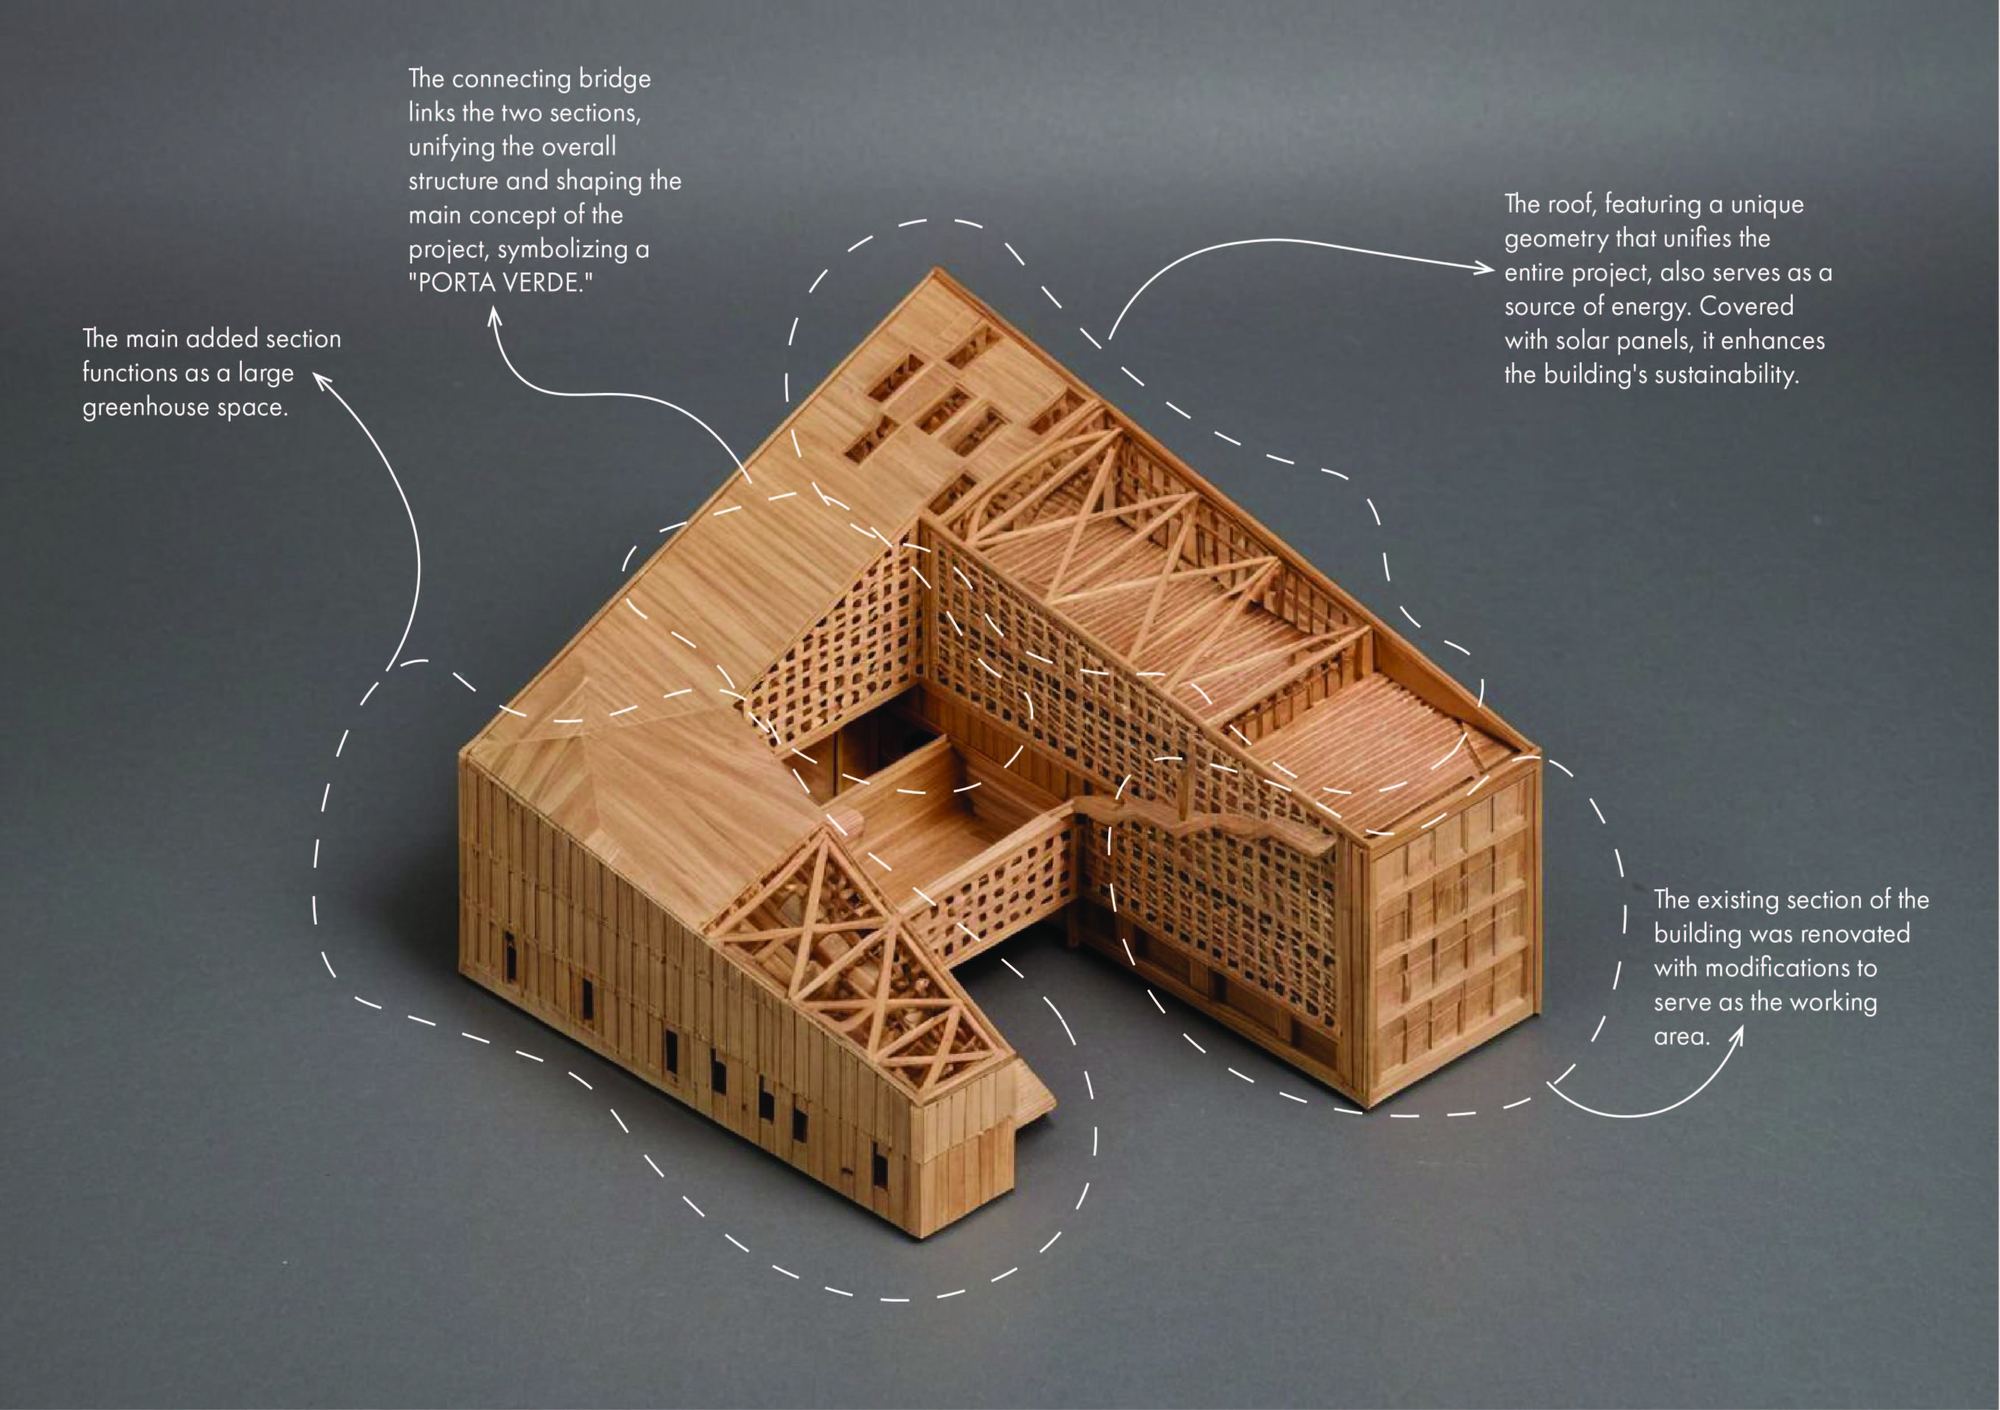 The connecting bridge
links the two sections,
unifying the overall
structure and shaping the
main concept of the
project, symbolizing a
"PORTA VERDE."
The roof, featuring a unique
geometry that unifies the
entire project, also serves as a
source of energy. Covered
with solar panels, it enhances
the building's sustainability.
The main added section
functions as a large
greenhouse space.
The existing section of the
building was renovated
with modifications to
serve as the working
area.